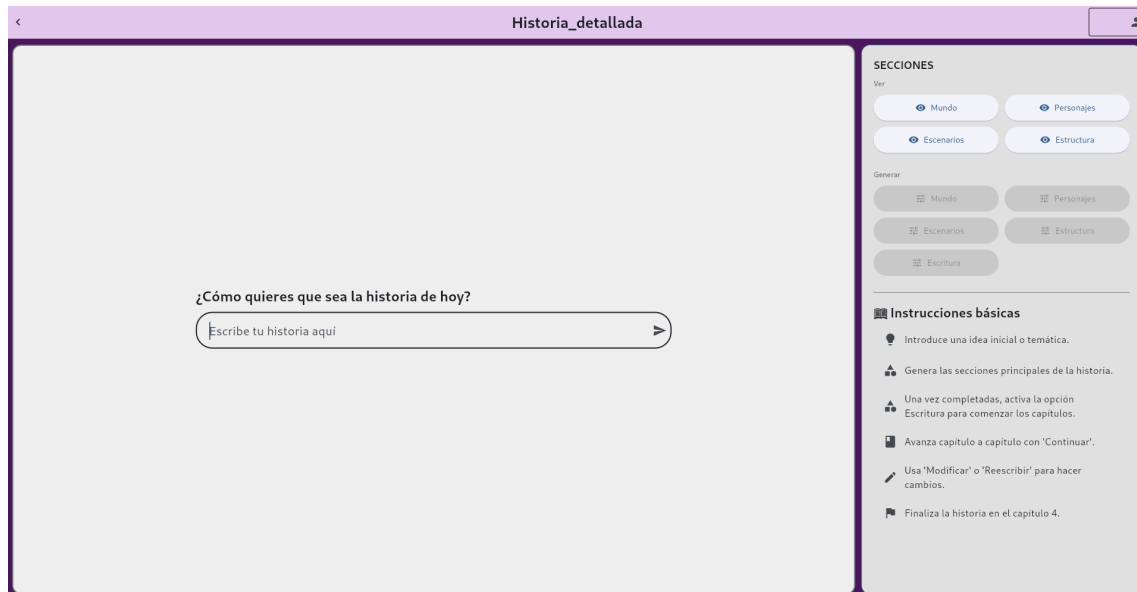 Historia_detallada
¿Cómo quieres que sea la historia de hoy?
Escribe tu historia aquí
SECCIONES
Ver
Mundo
Personajes
Escenarios
Estructura
Generar
Mundo
Personajes
Escenarios
Estructura
Escritura
Instrucciones básicas
Introduce una idea inicial o temática.
Genera las secciones principales de la historia.
Una vez completadas, activa la opción
Escritura para comenzar los capítulos.
Avanza capítulo a capítulo con 'Continuar'.
Usa 'Modificar' o 'Reescribir' para hacer
cambios.
Finaliza la historia en el capítulo 4.